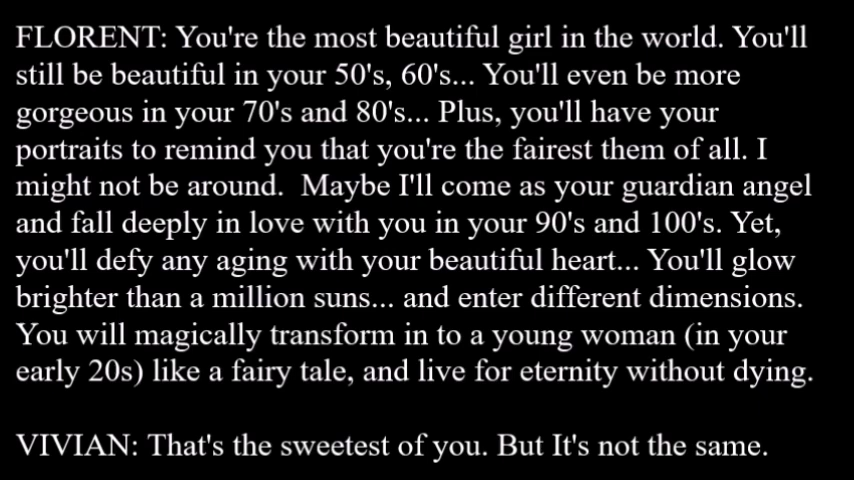 FLORENT: You're the most beautiful girl in the world. You'll
still be beautiful in your 50's, 60's... You'll even be more
gorgeous in your 70's and 80's... Plus, you'll have your
portraits to remind you that you're the fairest them of all. I
might not be around.  Maybe I'll come as your guardian angel
and fall deeply in love with you in your 90's and 100's. Yet,
you'll defy any aging with your beautiful heart... You'll glow
brighter than a million suns... and enter different dimensions.
You will magically transform in to a young woman (in your
early 20s) like a fairy tale, and live for eternity without dying.

VIVIAN: That's the sweetest of you. But It's not the same.